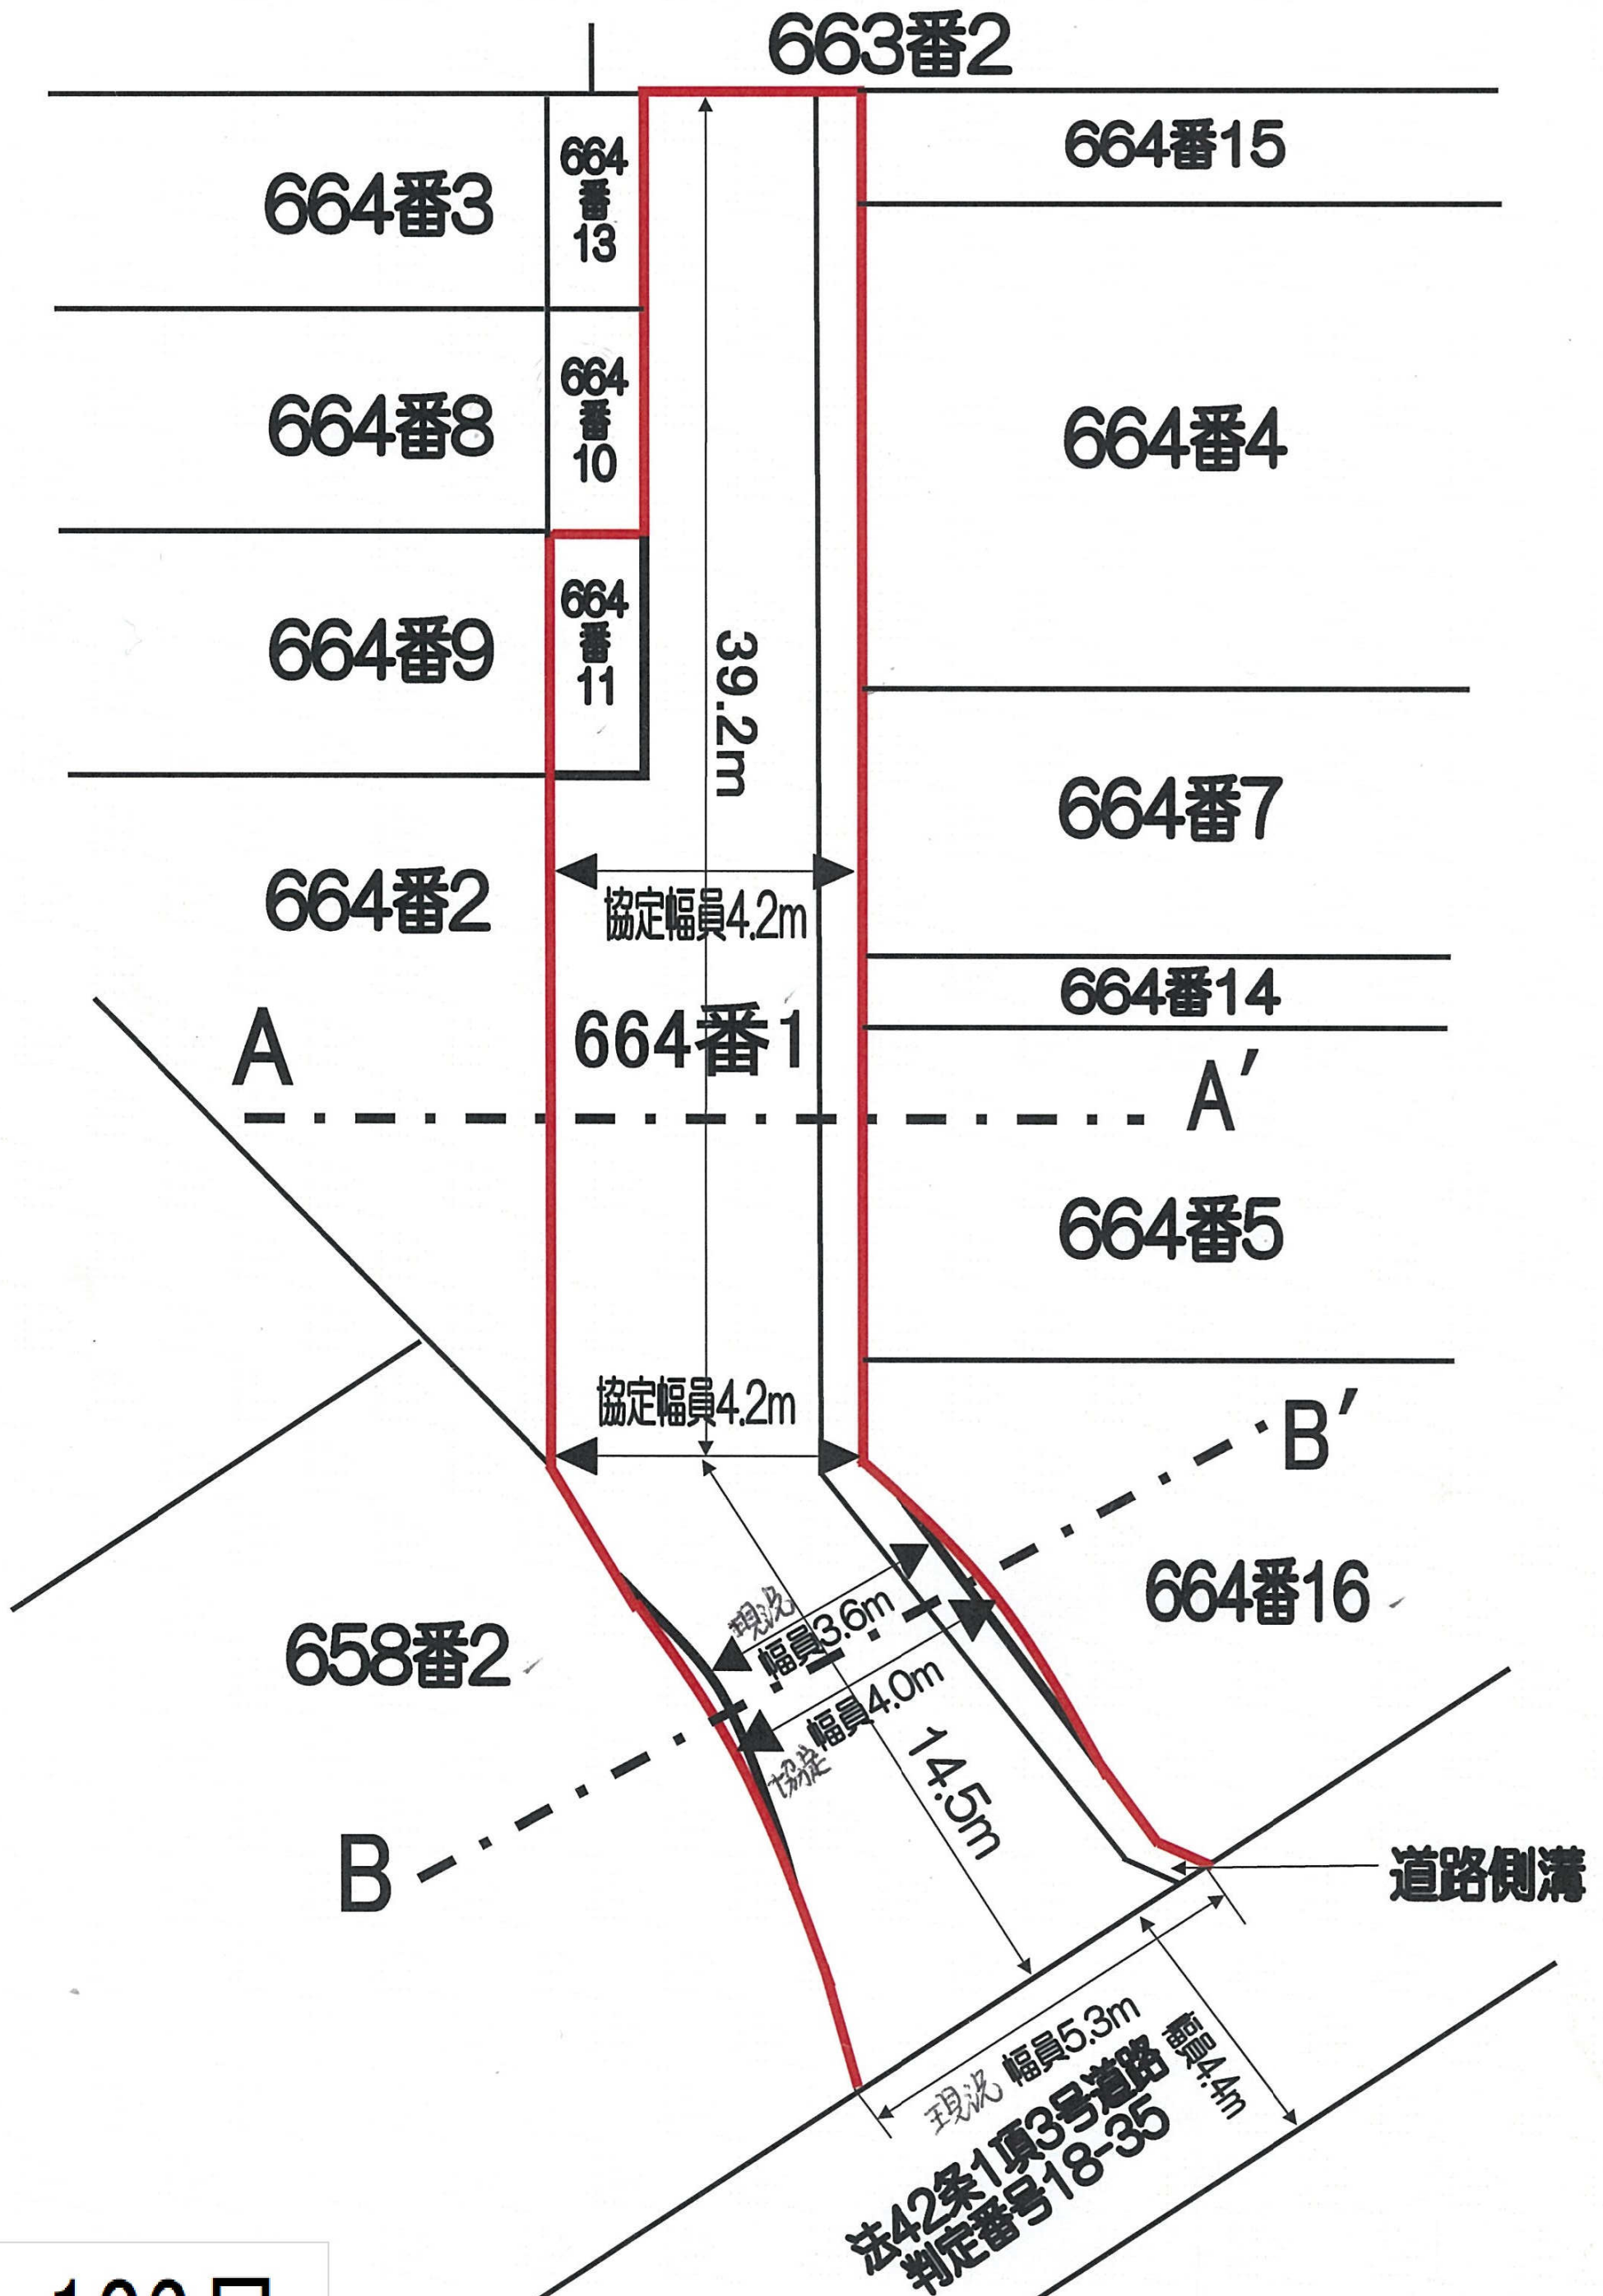 663番2
664番15
664番3
664
番
13
664番8
664
番
10
664番4
664番9
664
番
11
39.2m
664番7
664番2
協定幅員4.2m
664番14
A
664番1
A′
664番5
協定幅員4.2m
B′
664番16
658番2
現況
幅員3.6m
幅員4.0m
協定
14.5m
B
道路側溝
現況 幅員5.3m
幅員4.4m
法42条1項3号道路
判定番号18-35